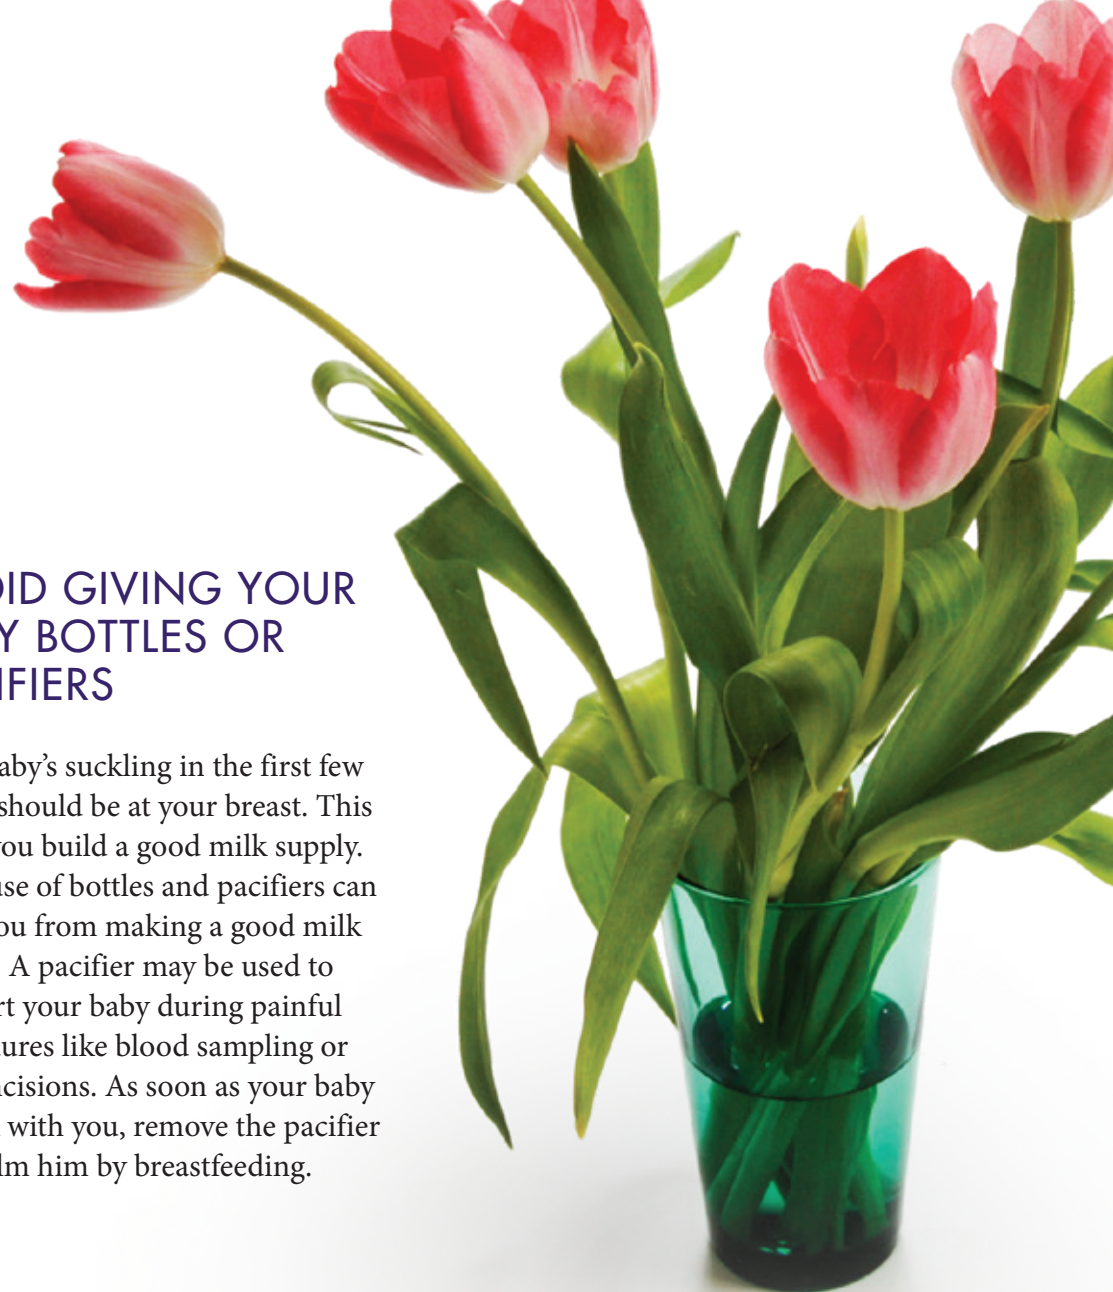 OID GIVING YOUR
Y BOTTLES OR
IFIERS
aby’s suckling in the first few
should be at your breast. This
you build a good milk supply.
use of bottles and pacifiers can
ou from making a good milk
. A pacifier may be used to
rt your baby during painful
ures like blood sampling or
ncisions. As soon as your baby
with you, remove the pacifier
lm him by breastfeeding.